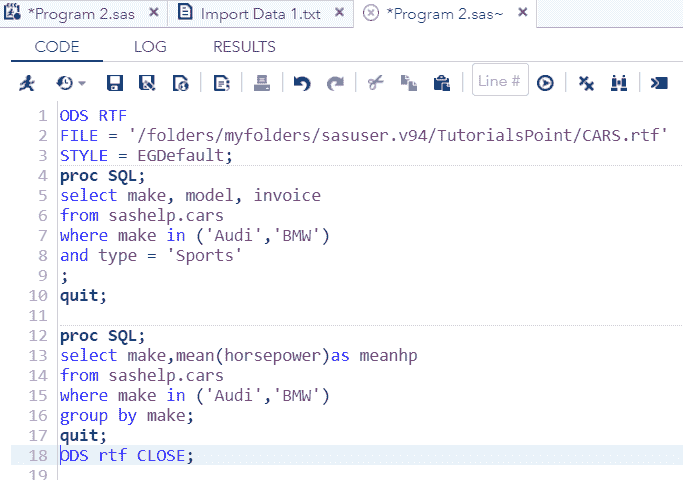 *Program 2.sas × Import Data 1.txt × *Program 2.sas~ ×
CODE LOG RESULTS
Line #
1 ODS RTF
2 FILE = '/folders/myfolders/sasuser.v94/TutorialsPoint/CARS.rtf'
3 STYLE = EGDefault;
4 proc SQL;
5 select make, model, invoice
6 from sashelp.cars
7 where make in ('Audi','BMW')
8 and type = 'Sports'
9 ;
10 quit;
11
12 proc SQL;
13 select make,mean(horsepower)as meanhp
14 from sashelp.cars
15 where make in ('Audi','BMW')
16 group by make;
17 quit;
18 ODS rtf CLOSE;
19